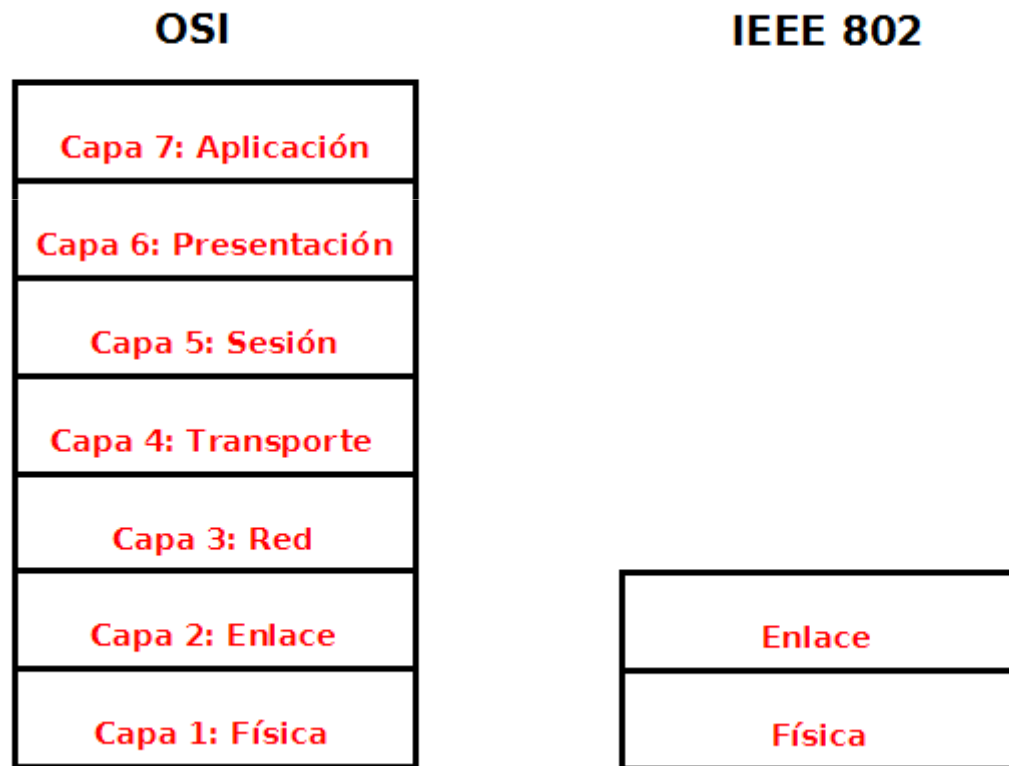 OSI
IEEE 802
Capa 7: Aplicación
Capa 6: Presentación
Capa 5: Sesión
Capa 4: Transporte
Capa 3: Red
Capa 2: Enlace
Enlace
Capa 1: Física
Física